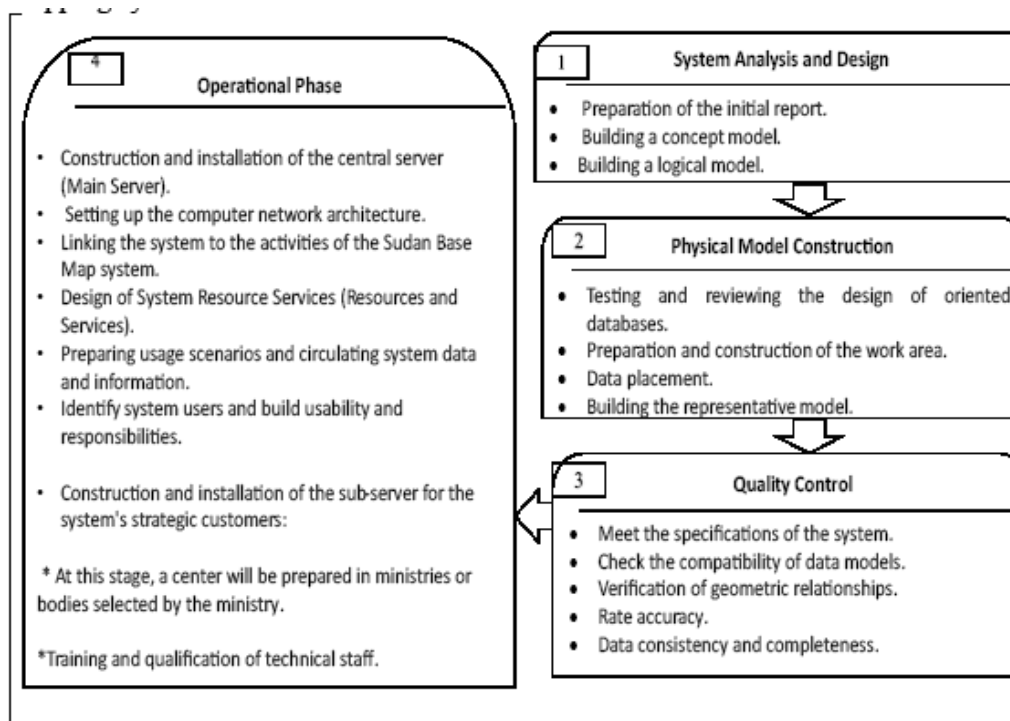 1
System Analysis and Design
• Preparation of the initial report.
• Building a concept model.
• Building a logical model.
2
Physical Model Construction
• Testing and reviewing the design of oriented
databases.
• Preparation and construction of the work area.
• Data placement.
• Building the representative model.
3
Quality Control
• Meet the specifications of the system.
• Check the compatibility of data models.
• Verification of geometric relationships.
• Rate accuracy.
• Data consistency and completeness.
4
Operational Phase
• Construction and installation of the central server
(Main Server).
• Setting up the computer network architecture.
• Linking the system to the activities of the Sudan Base
Map system.
• Design of System Resource Services (Resources and
Services).
• Preparing usage scenarios and circulating system data
and information.
• Identify system users and build usability and
responsibilities.
• Construction and installation of the sub-server for the
system's strategic customers:
* At this stage, a center will be prepared in ministries or
bodies selected by the ministry.
*Training and qualification of technical staff.